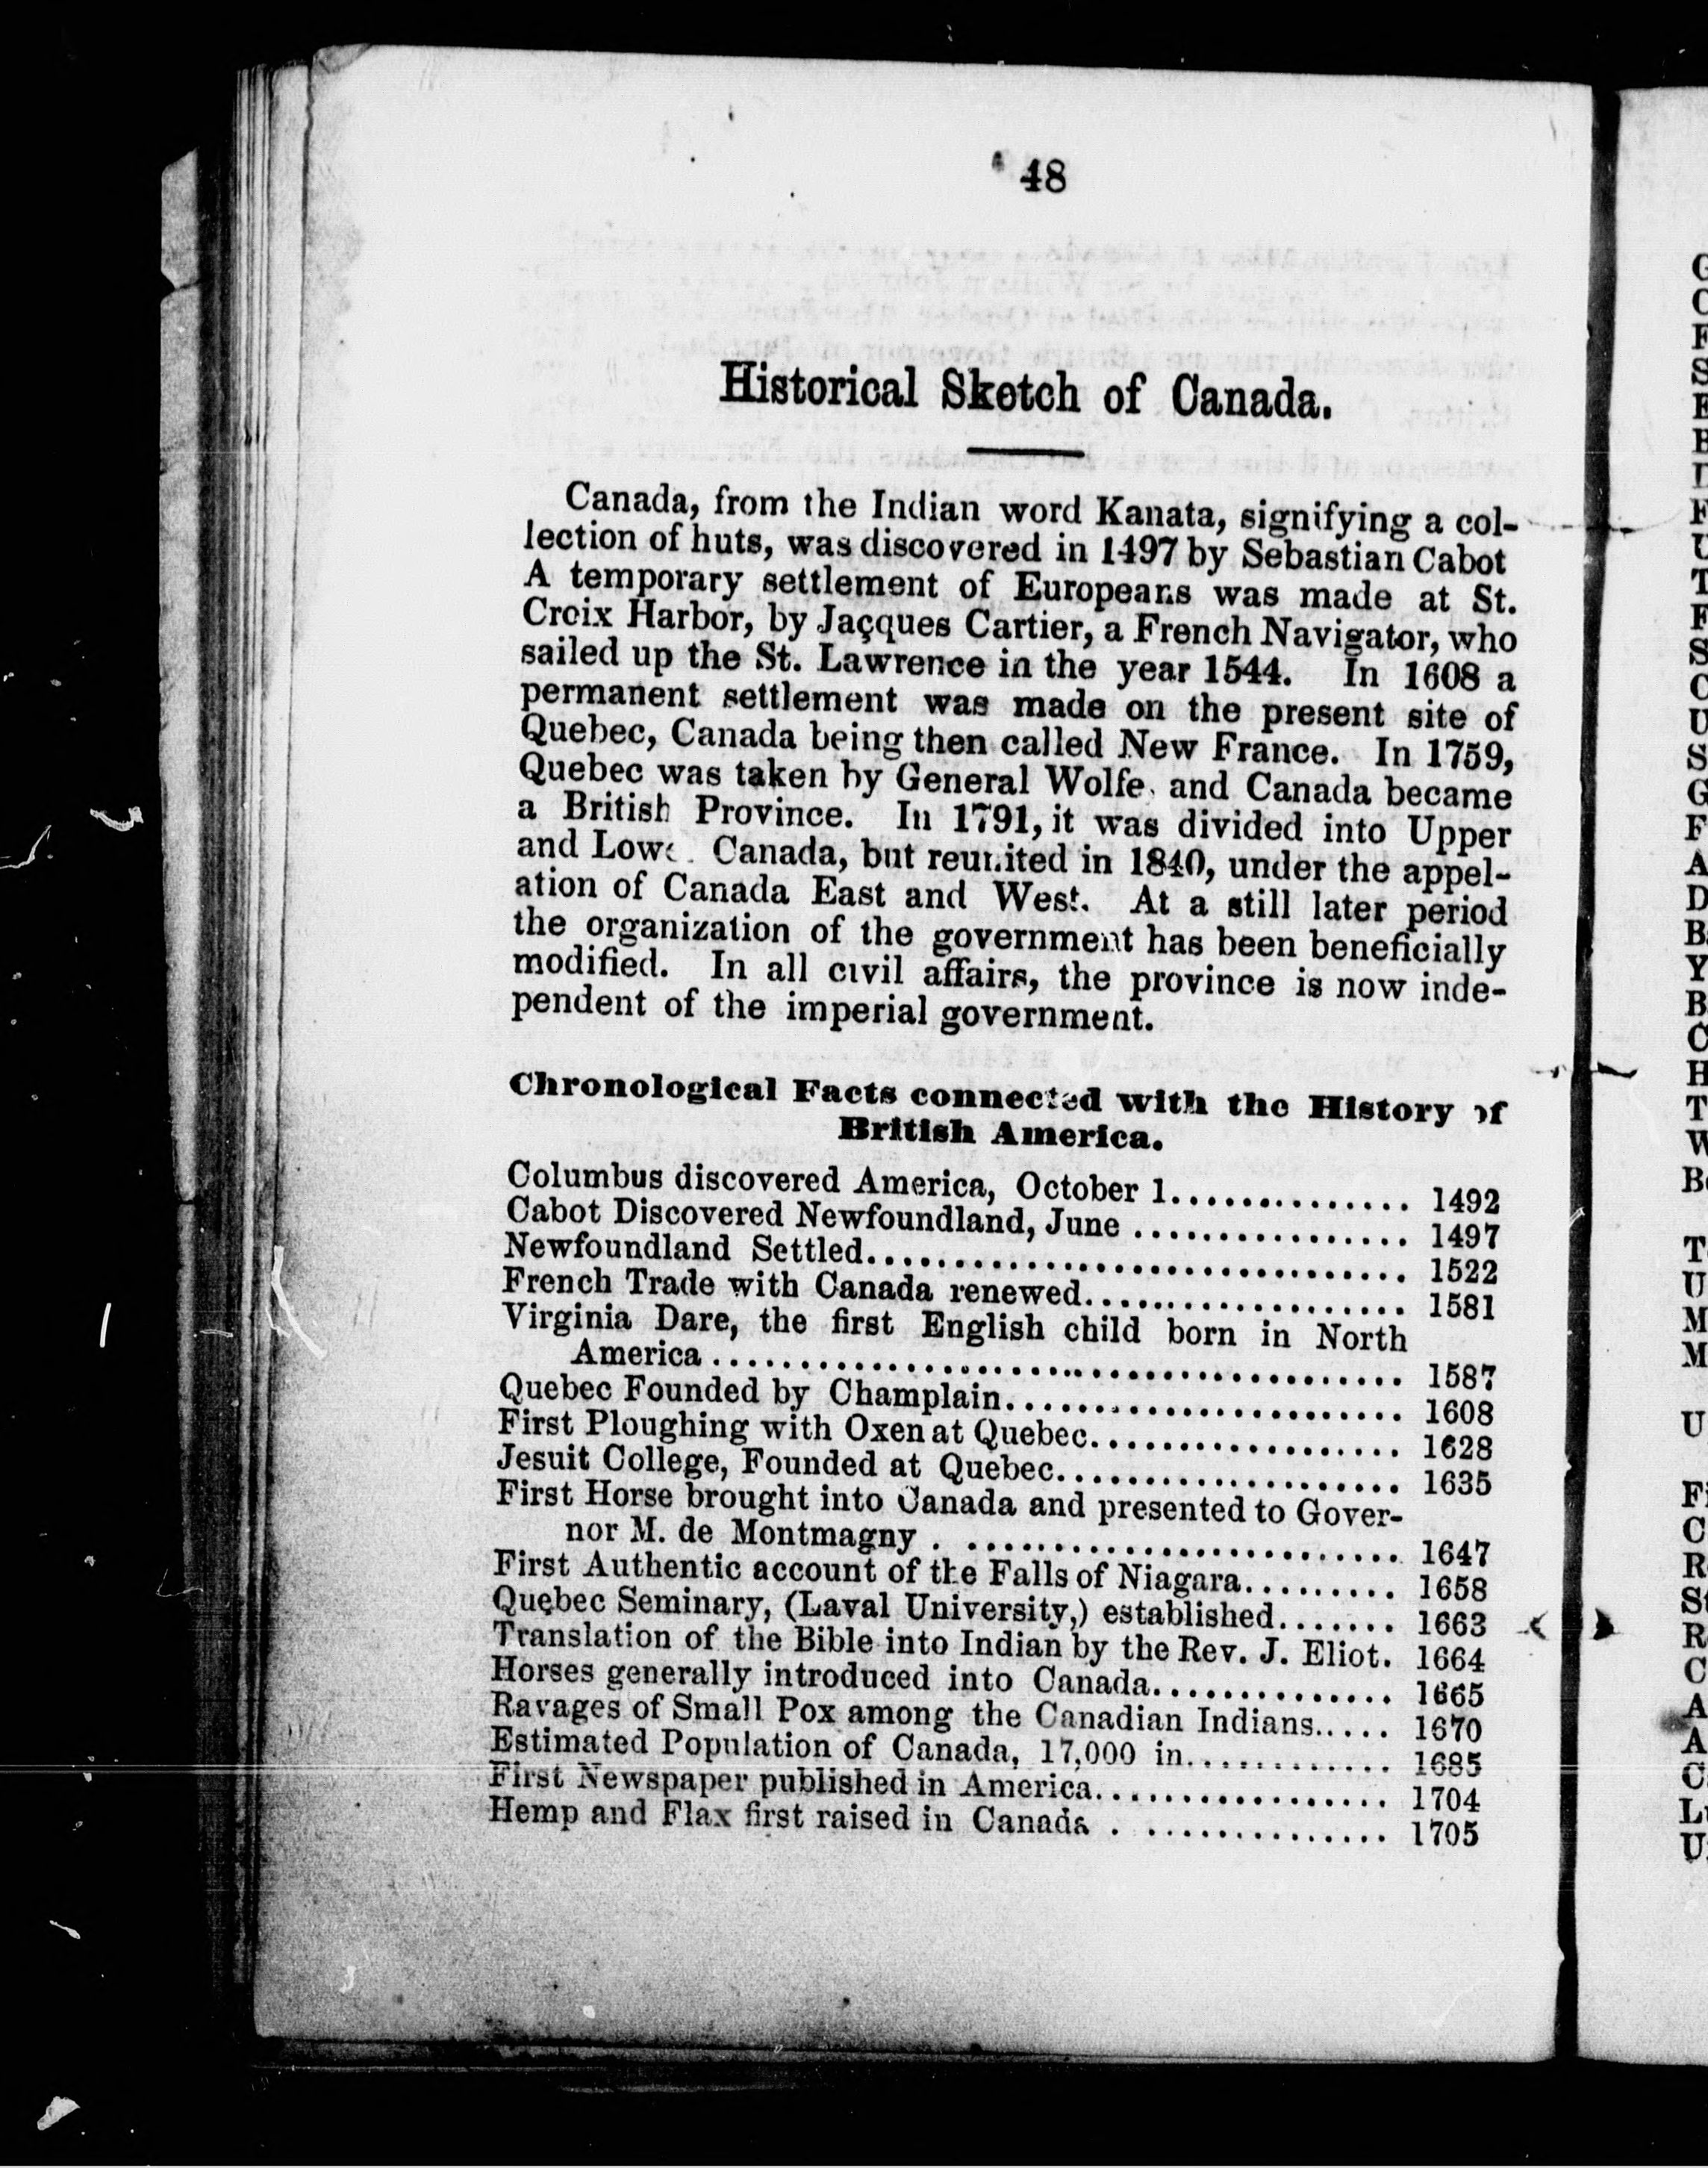 48
Historical Sketch of Canada.
Canada, from the Indian word Kanata, signifying a col-
lection of huts, was discovered in 1497 by Sebastian Cabot
A temporary settlement of Europeans was made at St.
Croix Harbor, by Jaçques Cartier, a French Navigator, who
sailed up the St. Lawrence in the year 1544. In 1608 a
permanent settlement was made on the present site of
Quebec, Canada being then called New France. In 1759,
Quebec was taken by General Wolfe, and Canada became
a British Province. In 1791, it was divided into Upper
and Lowe. Canada, but reunited in 1840, under the appel-
ation of Canada East and West. At a still later period
the organization of the government has been beneficially
modified. In all civil affairs, the province is now inde-
pendent of the imperial government.
Chronological Facts connected with the History of
British America.
Columbus discovered America, October 1.............. 1492
Cabot Discovered Newfoundland, June ................ 1497
Newfoundland Settled................................ 1522
French Trade with Canada renewed.................... 1581
Virginia Dare, the first English child born in North
America........................................ 1587
Quebec Founded by Champlain........................ 1608
First Ploughing with Oxen at Quebec................... 1628
Jesuit College, Founded at Quebec.................... 1635
First Horse brought into Canada and presented to Gover-
nor M. de Montmagny . ......................... 1647
First Authentic account of the Falls of Niagara......... 1658
Quebec Seminary, (Laval University,) established....... 1663
Translation of the Bible into Indian by the Rev. J. Eliot. 1664
Horses generally introduced into Canada.............. 1665
Ravages of Small Pox among the Canadian Indians..... 1670
Estimated Population of Canada, 17,000 in............ 1685
First Newspaper published in America................. 1704
Hemp and Flax first raised in Canada . .............. 1705